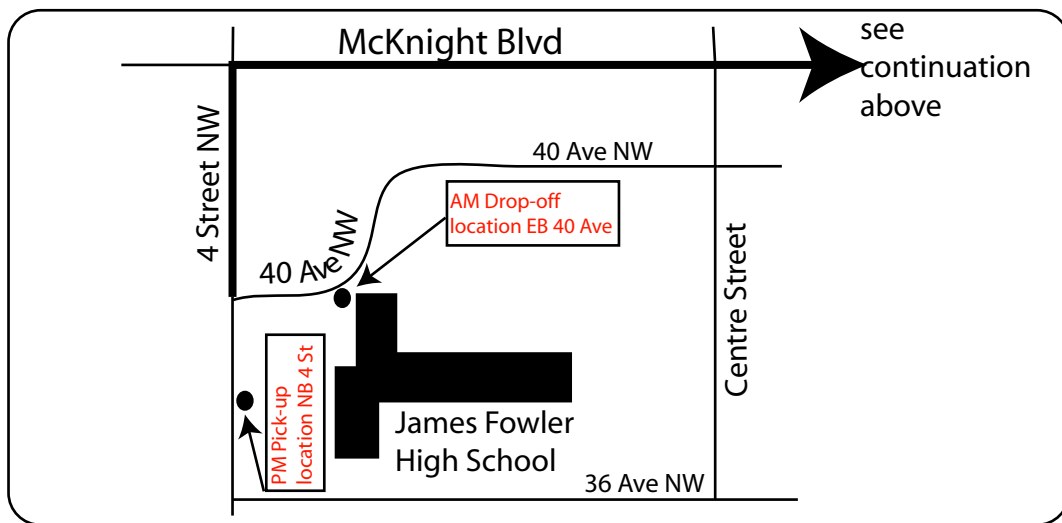 McKnight Blvd
see
continuation
above
4 Street NW
40 Ave NW
AM Drop-off
location EB 40 Ave
40 Ave NW
Centre Street
PM Pick-up
location NB 4 St
James Fowler
High School
36 Ave NW